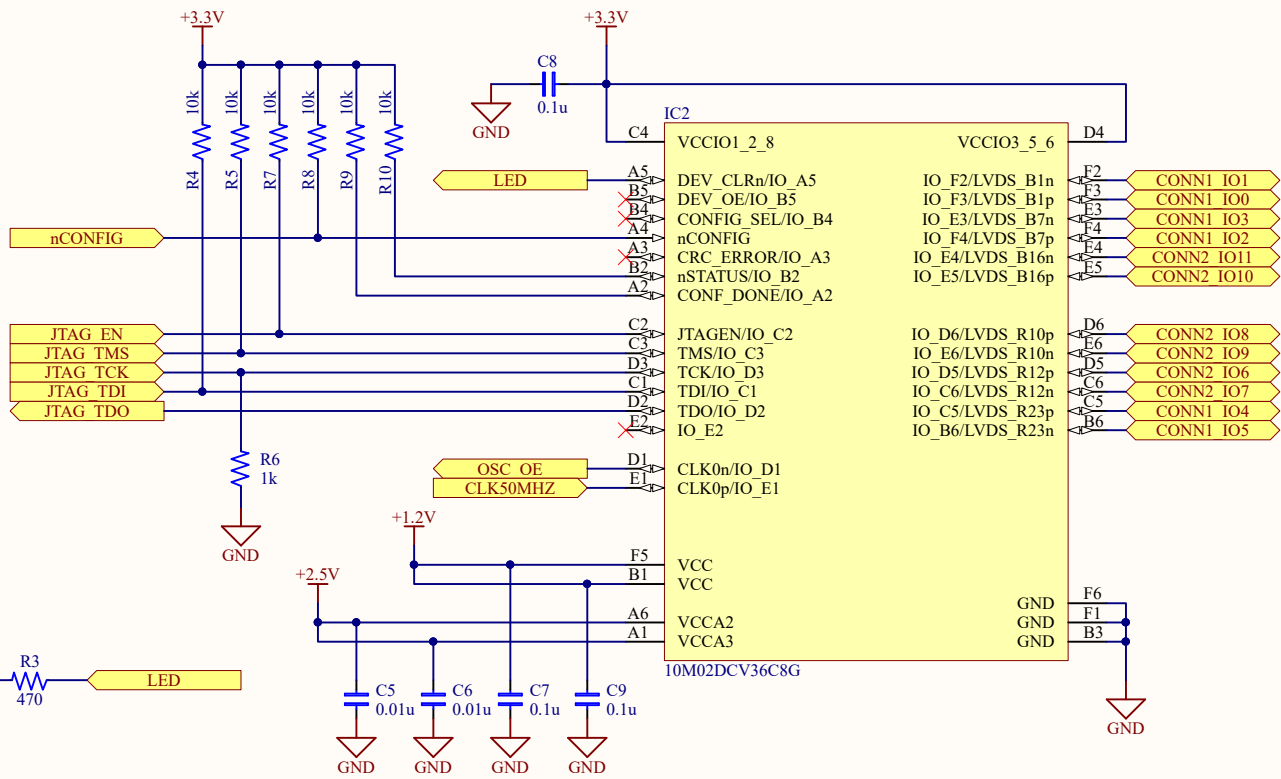 +3.3V
+3.3V
C8
0.1u
GND
10k
10k
10k
10k
10k
10k
R4
R5
R7
R8
R9
R10
IC2
C4
VCCIO1_2_8
VCCIO3_5_6
D4
LED
A5
DEV_CLRn/IO_A5
IO_F2/LVDS_B1n
F2
CONN1_IO1
B5
DEV_OE/IO_B5
IO_F3/LVDS_B1p
F3
CONN1_IO0
B4
CONFIG_SEL/IO_B4
IO_E3/LVDS_B7n
E3
CONN1_IO3
nCONFIG
A4
nCONFIG
IO_F4/LVDS_B7p
F4
CONN1_IO2
A3
CRC_ERROR/IO_A3
IO_E4/LVDS_B16n
E4
CONN2_IO11
B2
nSTATUS/IO_B2
IO_E5/LVDS_B16p
E5
CONN2_IO10
A2
CONF_DONE/IO_A2
JTAG_EN
C2
JTAGEN/IO_C2
IO_D6/LVDS_R10p
D6
CONN2_IO8
JTAG_TMS
C3
TMS/IO_C3
IO_E6/LVDS_R10n
E6
CONN2_IO9
JTAG_TCK
D3
TCK/IO_D3
IO_D5/LVDS_R12p
D5
CONN2_IO6
JTAG_TDI
C1
TDI/IO_C1
IO_C6/LVDS_R12n
C6
CONN2_IO7
JTAG_TDO
D2
TDO/IO_D2
IO_C5/LVDS_R23p
C5
CONN1_IO4
E2
IO_E2
IO_B6/LVDS_R23n
B6
CONN1_IO5
R6
1k
GND
OSC_OE
D1
CLK0n/IO_D1
CLK50MHZ
E1
CLK0p/IO_E1
+1.2V
F5
VCC
B1
VCC
+2.5V
A6
VCCA2
A1
VCCA3
GND
F6
GND
F1
GND
B3
10M02DCV36C8G
R3
470
LED
C5
0.01u
C6
0.01u
C7
0.1u
C9
0.1u
GND
GND
GND
GND
GND